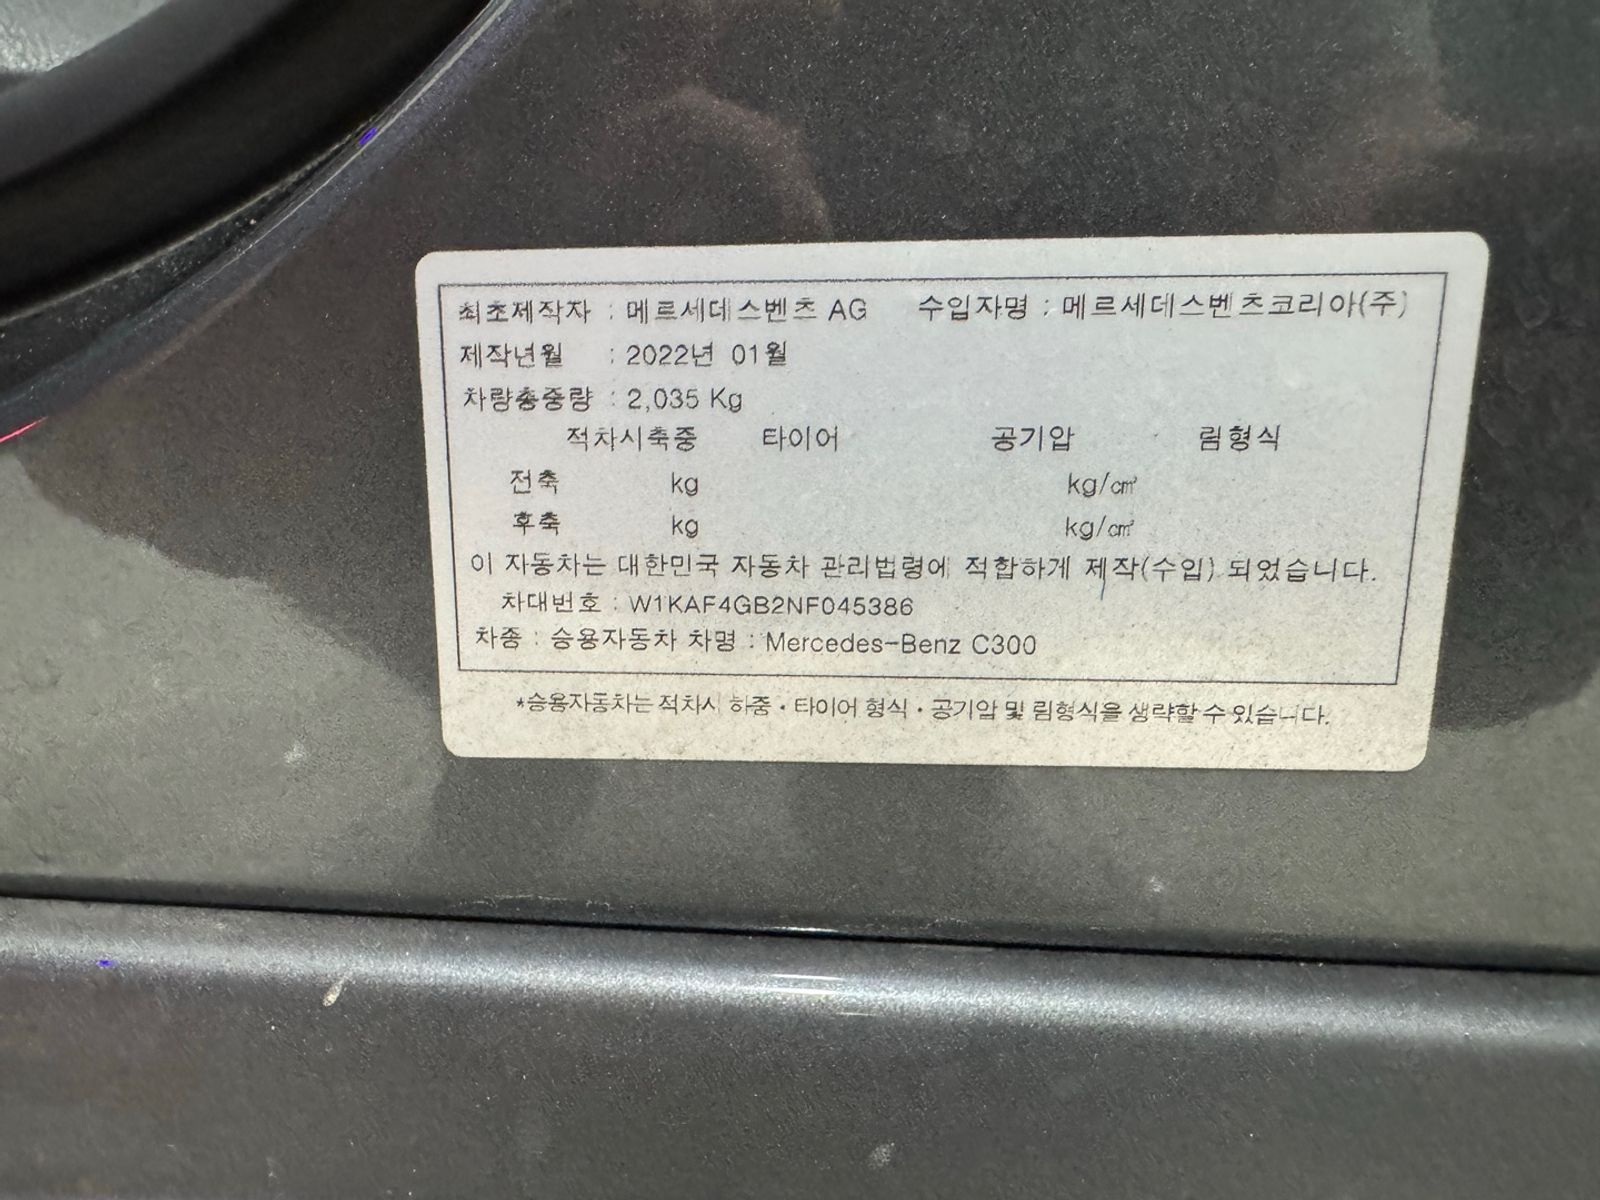 최초제작자 : 메르세데스벤츠 AG 수입자명 : 메르세데스벤츠코리아(주)
제작년월 : 2022년 01월
차량총중량 : 2,035 Kg
적차시축중 타이어 공기압 림형식
전축 kg kg/㎠
후축 kg kg/㎠
이 자동차는 대한민국 자동차 관리법령에 적합하게 제작(수입) 되었습니다.
차대번호 : W1KAF4GB2NF045386
차종 : 승용자동차 차명 : Mercedes-Benz C300
*승용자동차는 적차시 하중·타이어 형식·공기압 및 림형식을 생략할 수 있습니다.